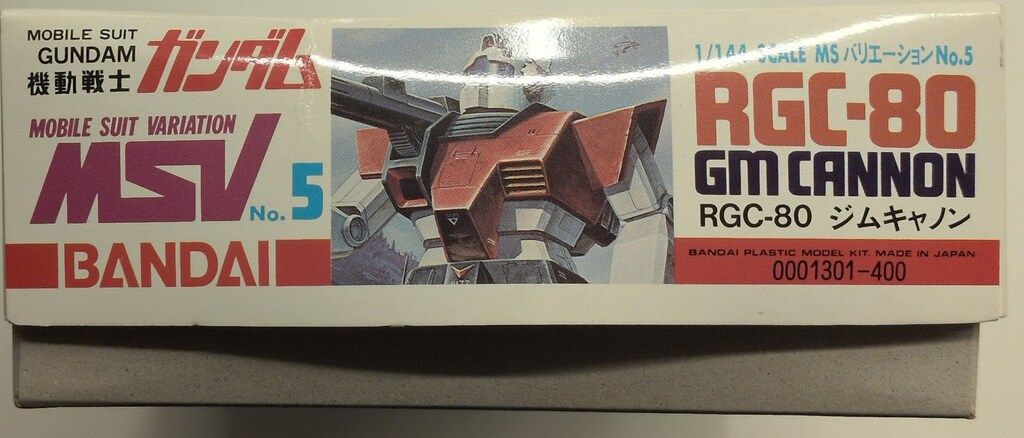 MOBILE SUIT
GUNDAM
機動戦士
ガンダム
MOBILE SUIT VARIATION
MSV
No. 5
BANDAI
1/144 SCALE MS バリエーション No.5
RGC-80
GM CANNON
RGC-80 ジムキャノン
BANDAI PLASTIC MODEL KIT. MADE IN JAPAN
0001301-400